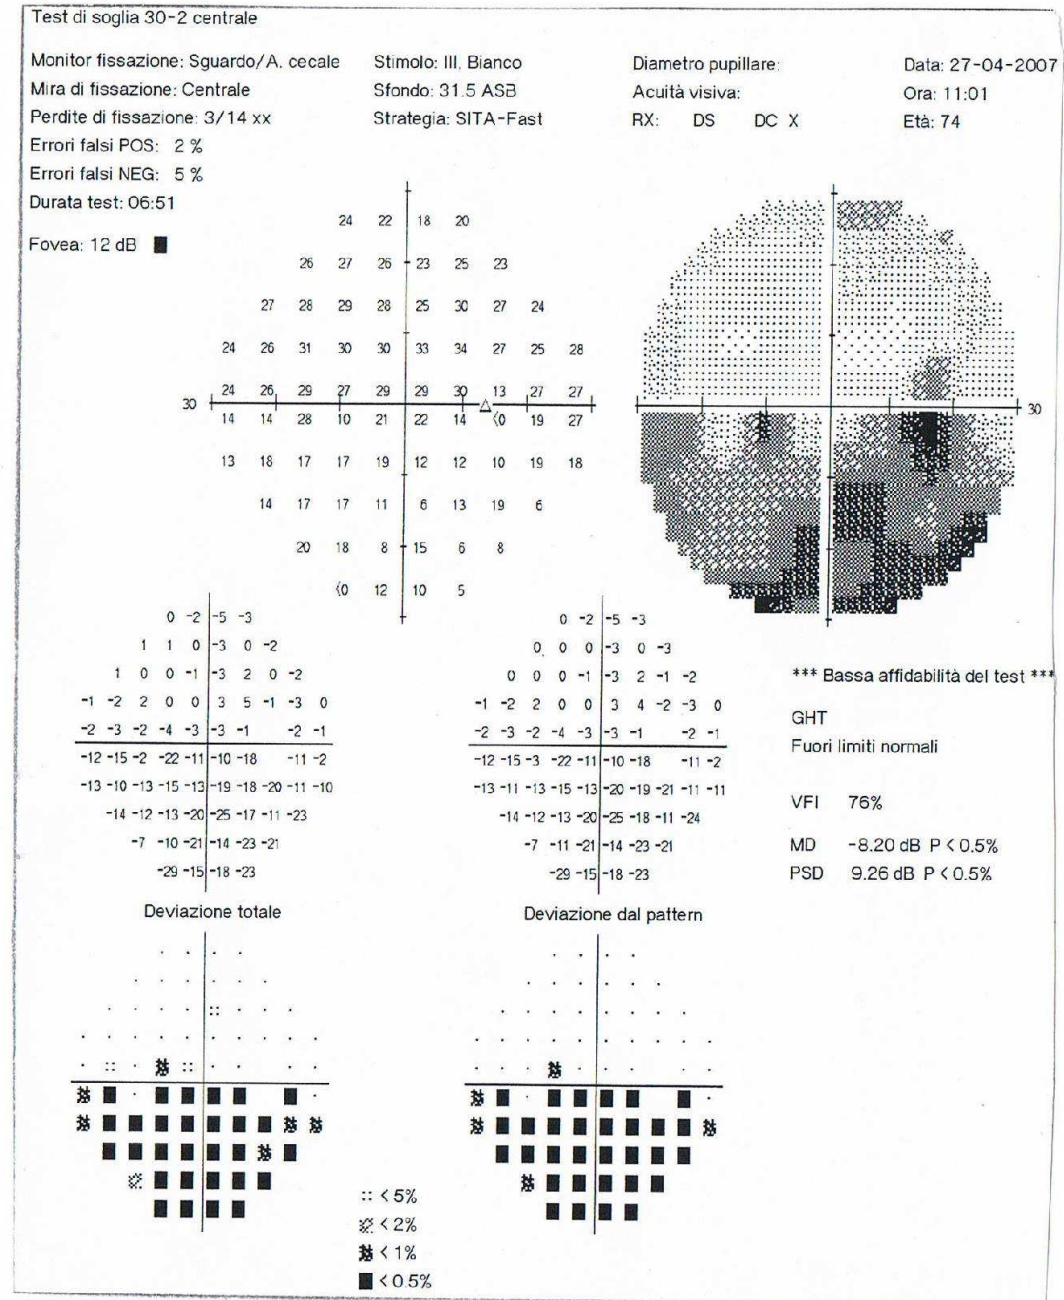 Test di soglia 30-2 centrale
Monitor fissazione: Sguardo/A. cecale
Mira di fissazione: Centrale
Perdite di fissazione: 3/14 xx
Errori falsi POS: 2 %
Errori falsi NEG: 5 %
Durata test: 06:51
Fovea: 12 dB
Stimolo: III, Bianco
Sfondo: 31.5 ASB
Strategia: SITA-Fast
Diametro pupillare:
Acuità visiva:
RX: DS DC X
Data: 27-04-2007
Ora: 11:01
Età: 74
24 22 18 20
26 27 26 23 25 23
27 28 29 28 25 30 27 24
24 26 31 30 30 33 34 27 25 28
24 26 29 27 29 29 30 13 27 27
30
14 14 28 10 21 22 14 <0 19 27
13 18 17 17 19 12 12 10 19 18
14 17 17 11 6 13 19 6
20 18 8 15 6 8
<0 12 10 5
30
0 -2 -5 -3
1 1 0 -3 0 -2
1 0 0 -1 -3 2 0 -2
-1 -2 2 0 0 3 5 -1 -3 0
-2 -3 -2 -4 -3 -3 -1 -2 -1
-12 -15 -2 -22 -11 -10 -18 -11 -2
-13 -10 -13 -15 -13 -19 -18 -20 -11 -10
-14 -12 -13 -20 -25 -17 -11 -23
-7 -10 -21 -14 -23 -21
-29 -15 -18 -23
Deviazione totale
0 -2 -5 -3
0 0 0 -3 0 -3
0 0 0 -1 -3 2 -1 -2
-1 -2 2 0 0 3 4 -2 -3 0
-2 -3 -2 -4 -3 -3 -1 -2 -1
-12 -15 -3 -22 -11 -10 -18 -11 -2
-13 -11 -13 -15 -13 -20 -19 -21 -11 -11
-14 -12 -13 -20 -25 -18 -11 -24
-7 -11 -21 -14 -23 -21
-29 -15 -18 -23
Deviazione dal pattern
*** Bassa affidabilità del test ***
GHT
Fuori limiti normali
VFI 76%
MD -8.20 dB P < 0.5%
PSD 9.26 dB P < 0.5%
< 5%
< 2%
< 1%
< 0.5%